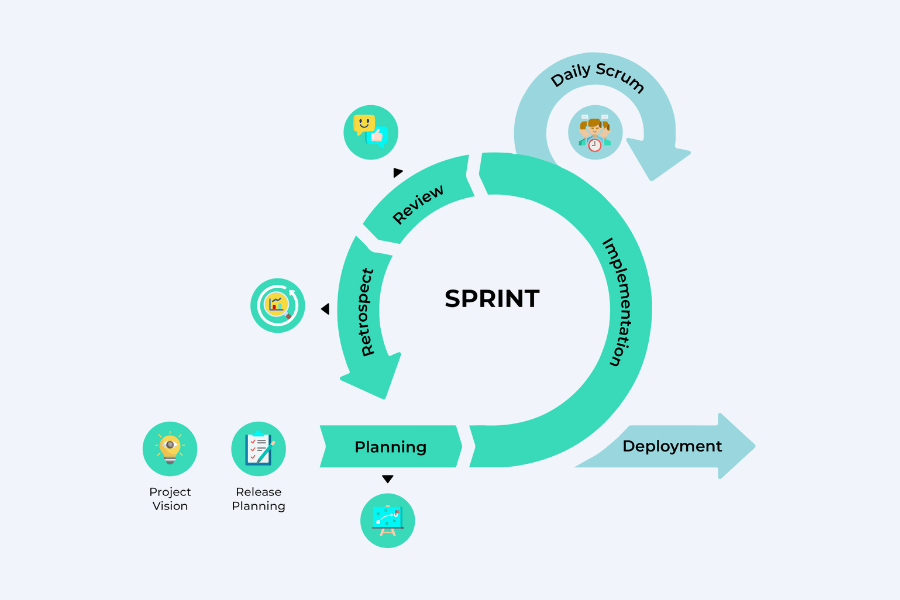 Daily Scrum
Review
Implementation
Retrospect
SPRINT
Planning
Deployment
Project
Vision
Release
Planning